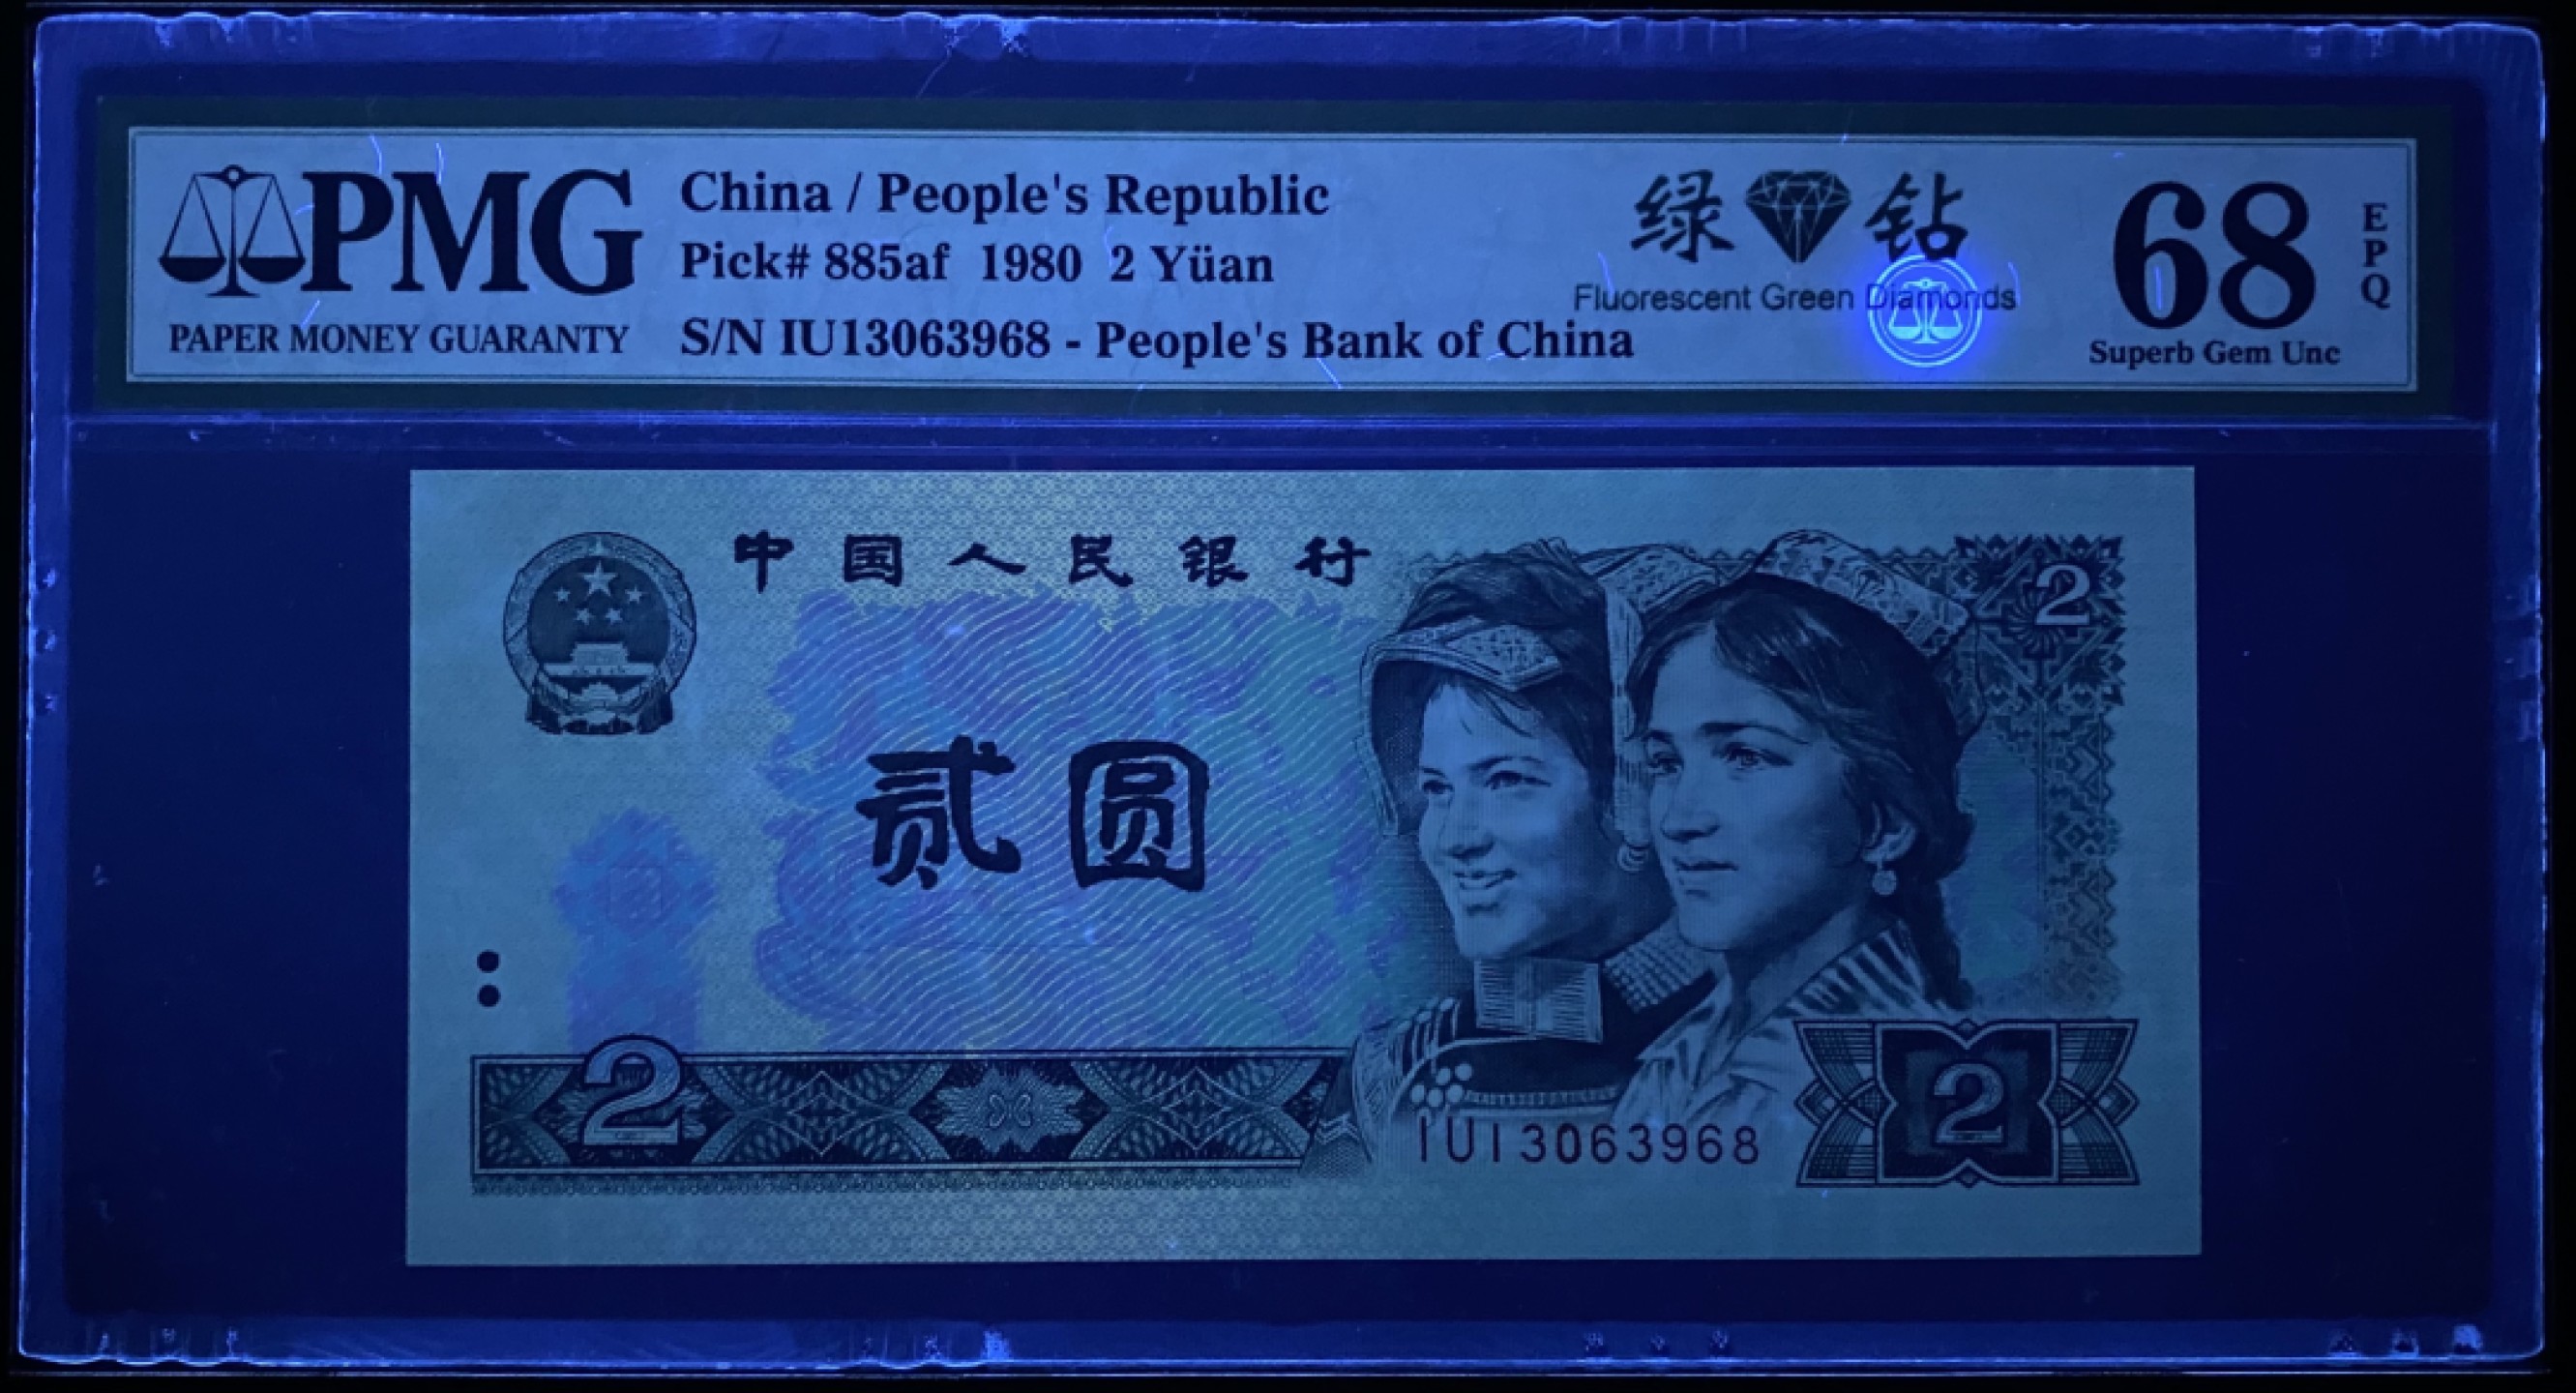 PMG
PAPER MONEY GUARANTY
China / People's Republic
Pick# 885af 1980 2 Yüan
S/N IU13063968 - People's Bank of China
绿钻
Fluorescent Green Diamonds
68
EPQ
Superb Gem Unc
中国人民银行
2
贰圆
2
IU13063968
2